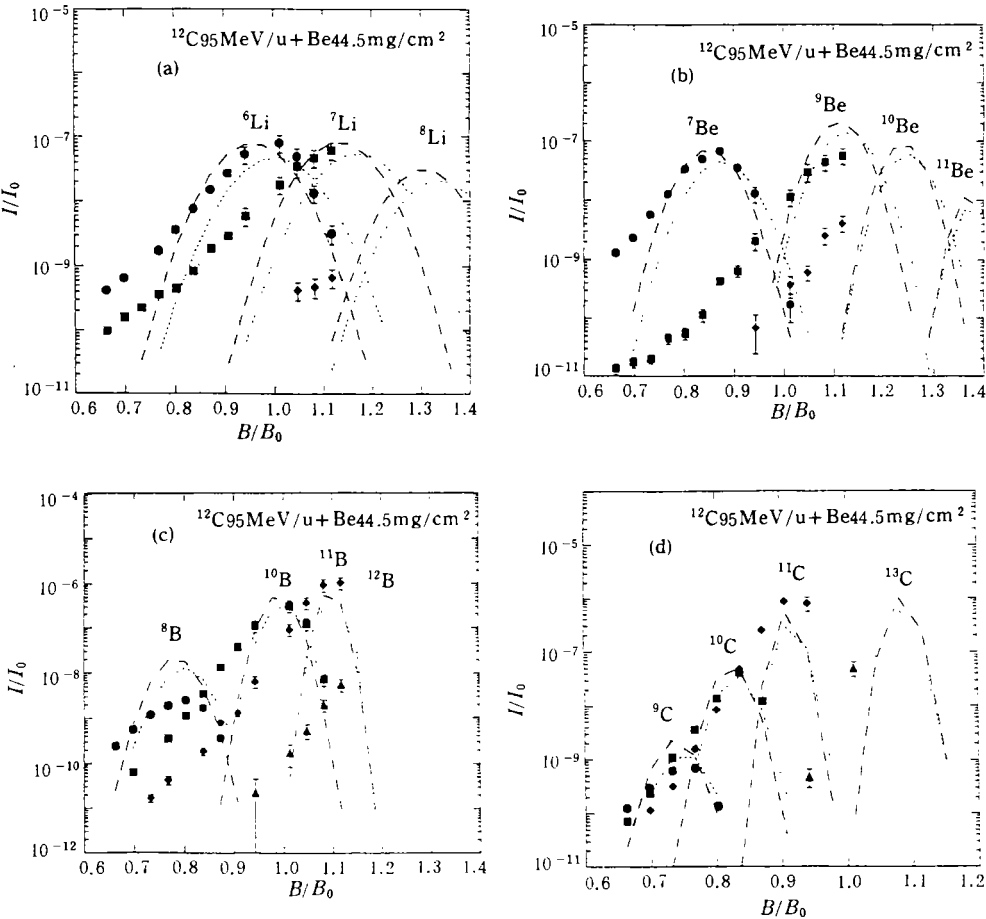 10⁻⁵
10⁻⁷
10⁻⁹
10⁻¹¹
I/I₀
¹²C95MeV/u+Be44.5mg/cm²
(a)
⁶Li
⁷Li
⁸Li
0.6 0.7 0.8 0.9 1.0 1.1 1.2 1.3 1.4
B/B₀
10⁻⁵
10⁻⁶
10⁻⁷
10⁻⁸
10⁻⁹
10⁻¹⁰
10⁻¹¹
I/I₀
¹²C95MeV/u+Be44.5mg/cm²
(b)
⁷Be
⁹Be
¹⁰Be
¹¹Be
0.6 0.7 0.8 0.9 1.0 1.1 1.2 1.3 1.4
B/B₀
10⁻⁴
10⁻⁶
10⁻⁸
10⁻¹⁰
10⁻¹²
I/I₀
¹²C95MeV/u+Be44.5mg/cm²
(c)
⁸B
¹⁰B
¹¹B
¹²B
0.6 0.7 0.8 0.9 1.0 1.1 1.2 1.3 1.4
B/B₀
10⁻⁵
10⁻⁷
10⁻⁹
10⁻¹¹
I/I₀
¹²C95MeV/u+Be44.5mg/cm²
(d)
⁹C
¹⁰C
¹¹C
¹³C
0.6 0.7 0.8 0.9 1.0 1.1 1.2
B/B₀